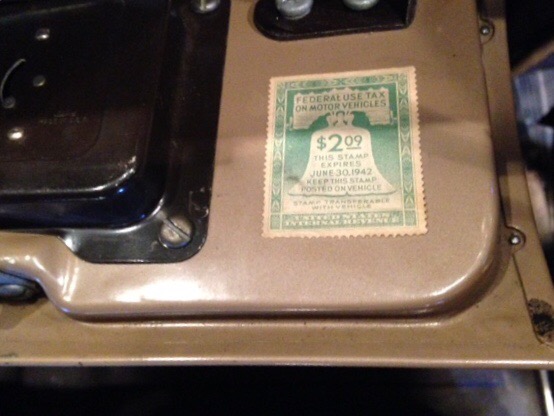 FEDERAL USE TAX
ON MOTOR VEHICLES
$2.09
THIS STAMP
EXPIRES
JUNE 30, 1942
KEEP THIS STAMP
POSTED ON VEHICLE
STAMP TRANSFERABLE
WITH VEHICLE
UNITED STATES
INTERNAL REVENUE